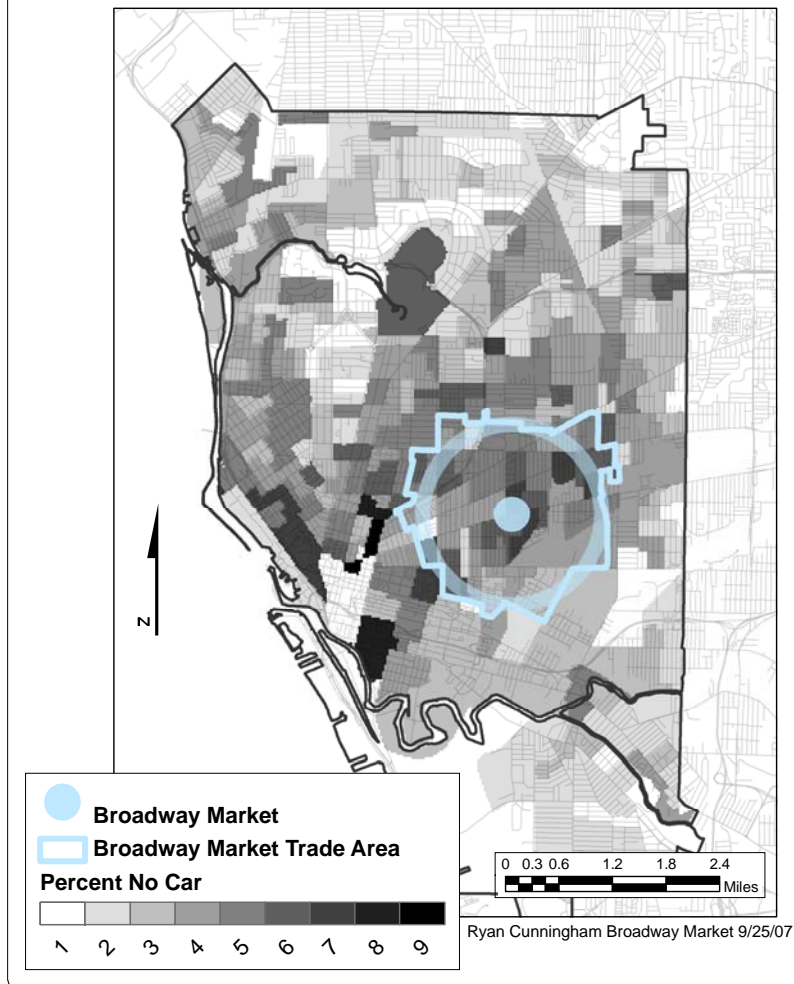 N
Broadway Market
Broadway Market Trade Area
Percent No Car
1 2 3 4 5 6 7 8 9
0 0.3 0.6 1.2 1.8 2.4
Miles
Ryan Cunningham Broadway Market 9/25/07